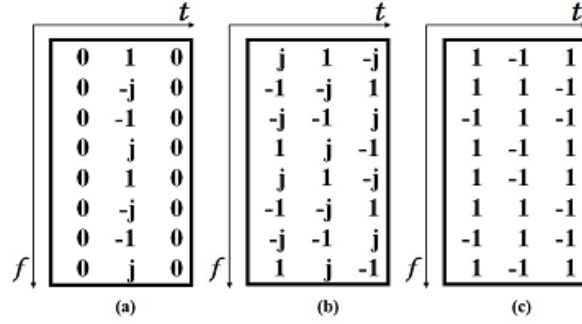 t t t
0 1 0 j 1 -j 1 -1 1
0 -j 0 -1 -j 1 1 1 -1
0 -1 0 -j -1 j -1 1 -1
0 j 0 1 j -1 1 -1 1
0 1 0 j 1 -j 1 -1 1
0 -j 0 -1 -j 1 1 1 -1
0 -1 0 -j -1 j -1 1 -1
f 0 j 0 f 1 j -1 f 1 -1 1
(a) (b) (c)